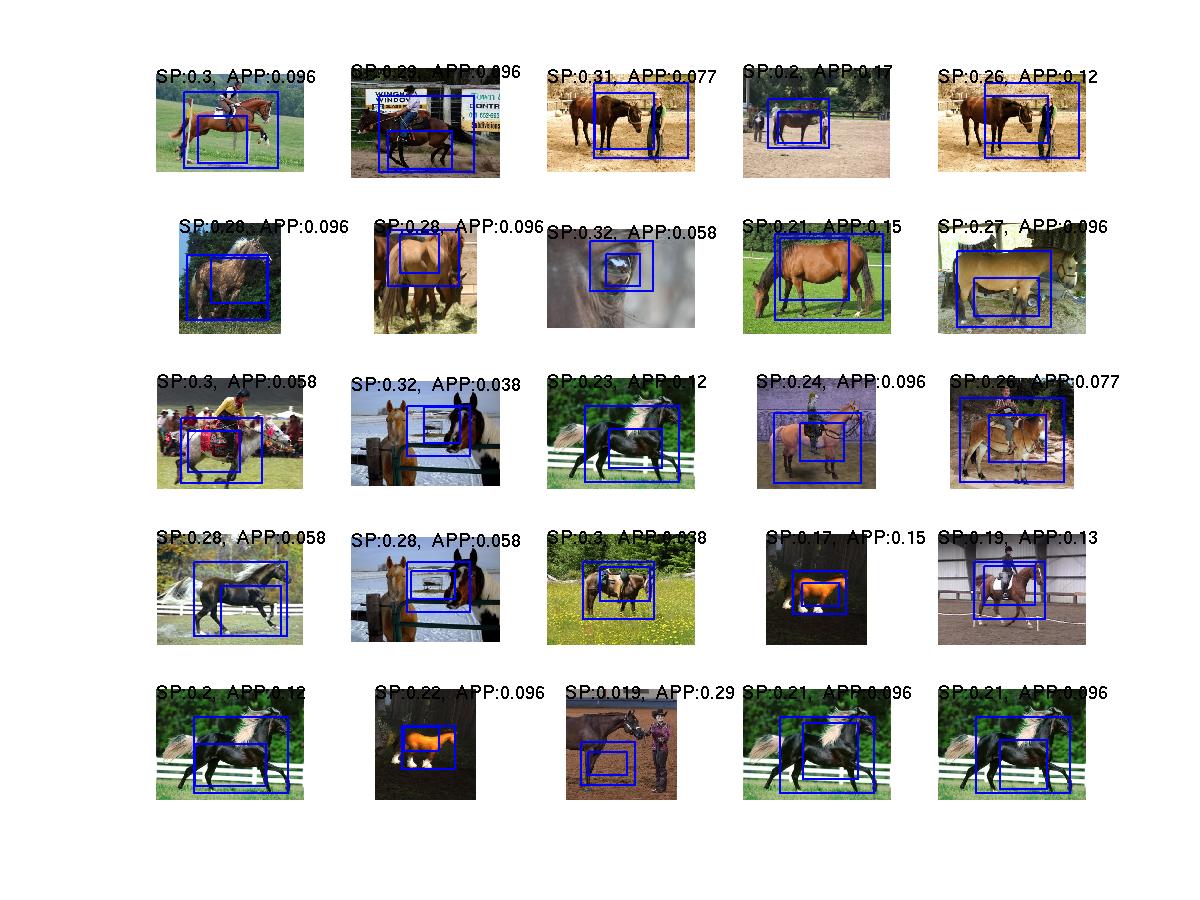 SP:0.3, APP:0.096
SP:0.29, APP:0.096
SP:0.31, APP:0.077
SP:0.2, APP:0.17
SP:0.26, APP:0.12
WINGS
WINDOW
Town &
CONTR
Subdivisions
SP:0.28, APP:0.096
SP:0.28, APP:0.096
SP:0.32, APP:0.058
SP:0.21, APP:0.15
SP:0.27, APP:0.096
SP:0.3, APP:0.058
SP:0.32, APP:0.038
SP:0.23, APP:0.12
SP:0.24, APP:0.096
SP:0.26, APP:0.077
SP:0.28, APP:0.058
SP:0.28, APP:0.058
SP:0.3, APP:0.038
SP:0.17, APP:0.15
SP:0.19, APP:0.13
SP:0.2, APP:0.12
SP:0.22, APP:0.096
SP:0.019, APP:0.29
SP:0.21, APP:0.096
SP:0.21, APP:0.096